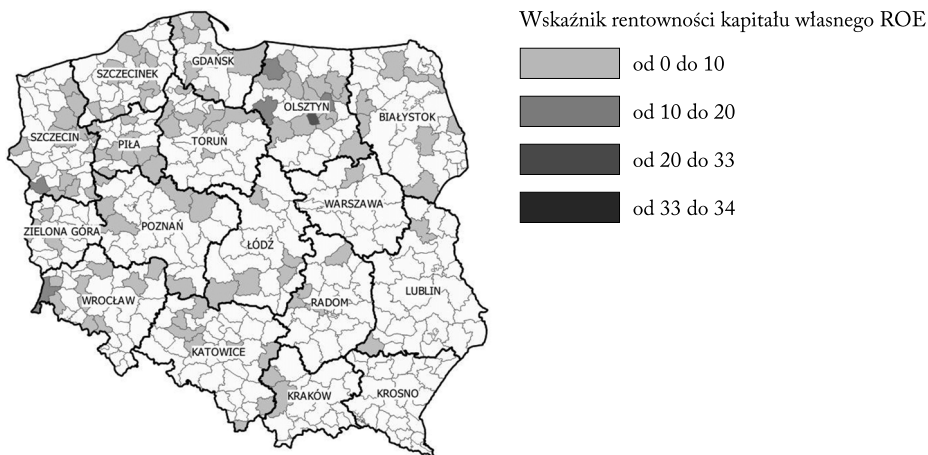 Wskaźnik rentowności kapitału własnego ROE
od 0 do 10
od 10 do 20
od 20 do 33
od 33 do 34
GDAŃSK
SZCZECINEK
OLSZTYN
BIAŁYSTOK
SZCZECIN
PIŁA
TORUŃ
WARSZAWA
ZIELONA GÓRA
POZNAŃ
ŁÓDŹ
WROCŁAW
RADOM
LUBLIN
KATOWICE
KRAKÓW
KROSNO